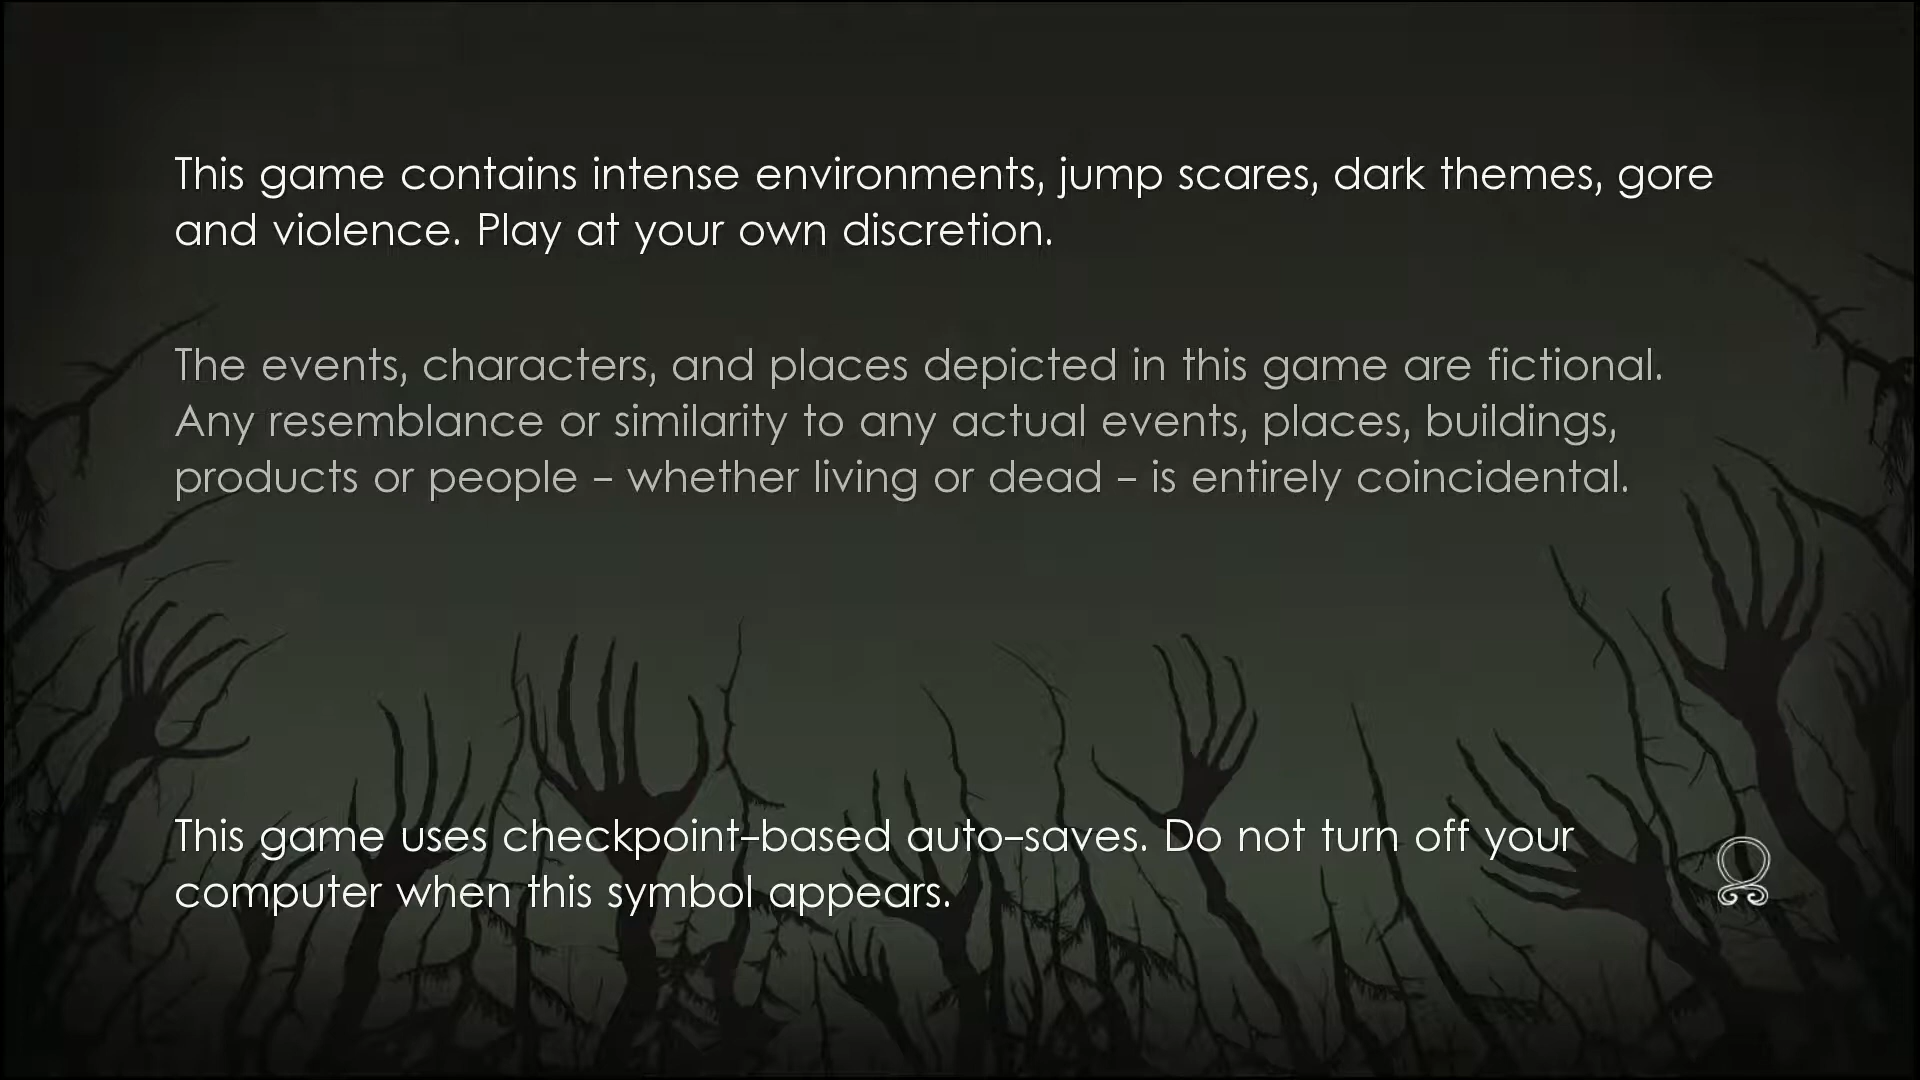 This game contains intense environments, jump scares, dark themes, gore
and violence. Play at your own discretion.
The events, characters, and places depicted in this game are fictional.
Any resemblance or similarity to any actual events, places, buildings,
products or people – whether living or dead – is entirely coincidental.
This game uses checkpoint-based auto-saves. Do not turn off your
computer when this symbol appears.